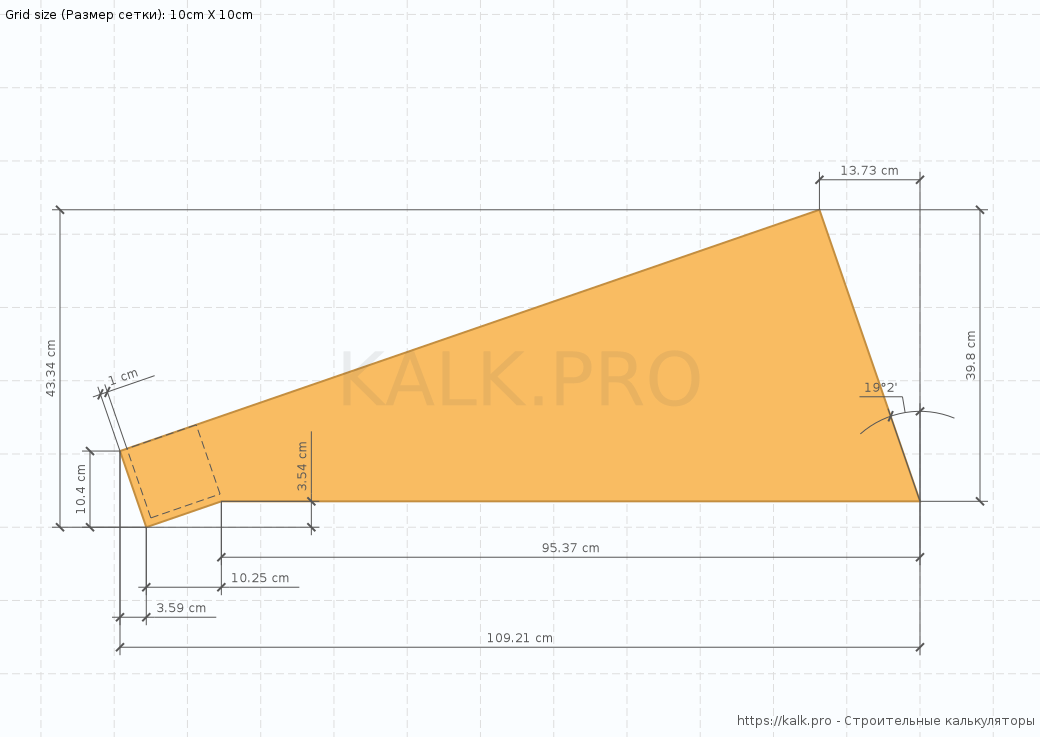 Grid size (Размер сетки): 10cm X 10cm
13.73 cm
43.34 cm
39.8 cm
KALK.PRO
1 cm
19°2'
10.4 cm
3.54 cm
95.37 cm
10.25 cm
3.59 cm
109.21 cm
https://kalk.pro - Строительные калькуляторы